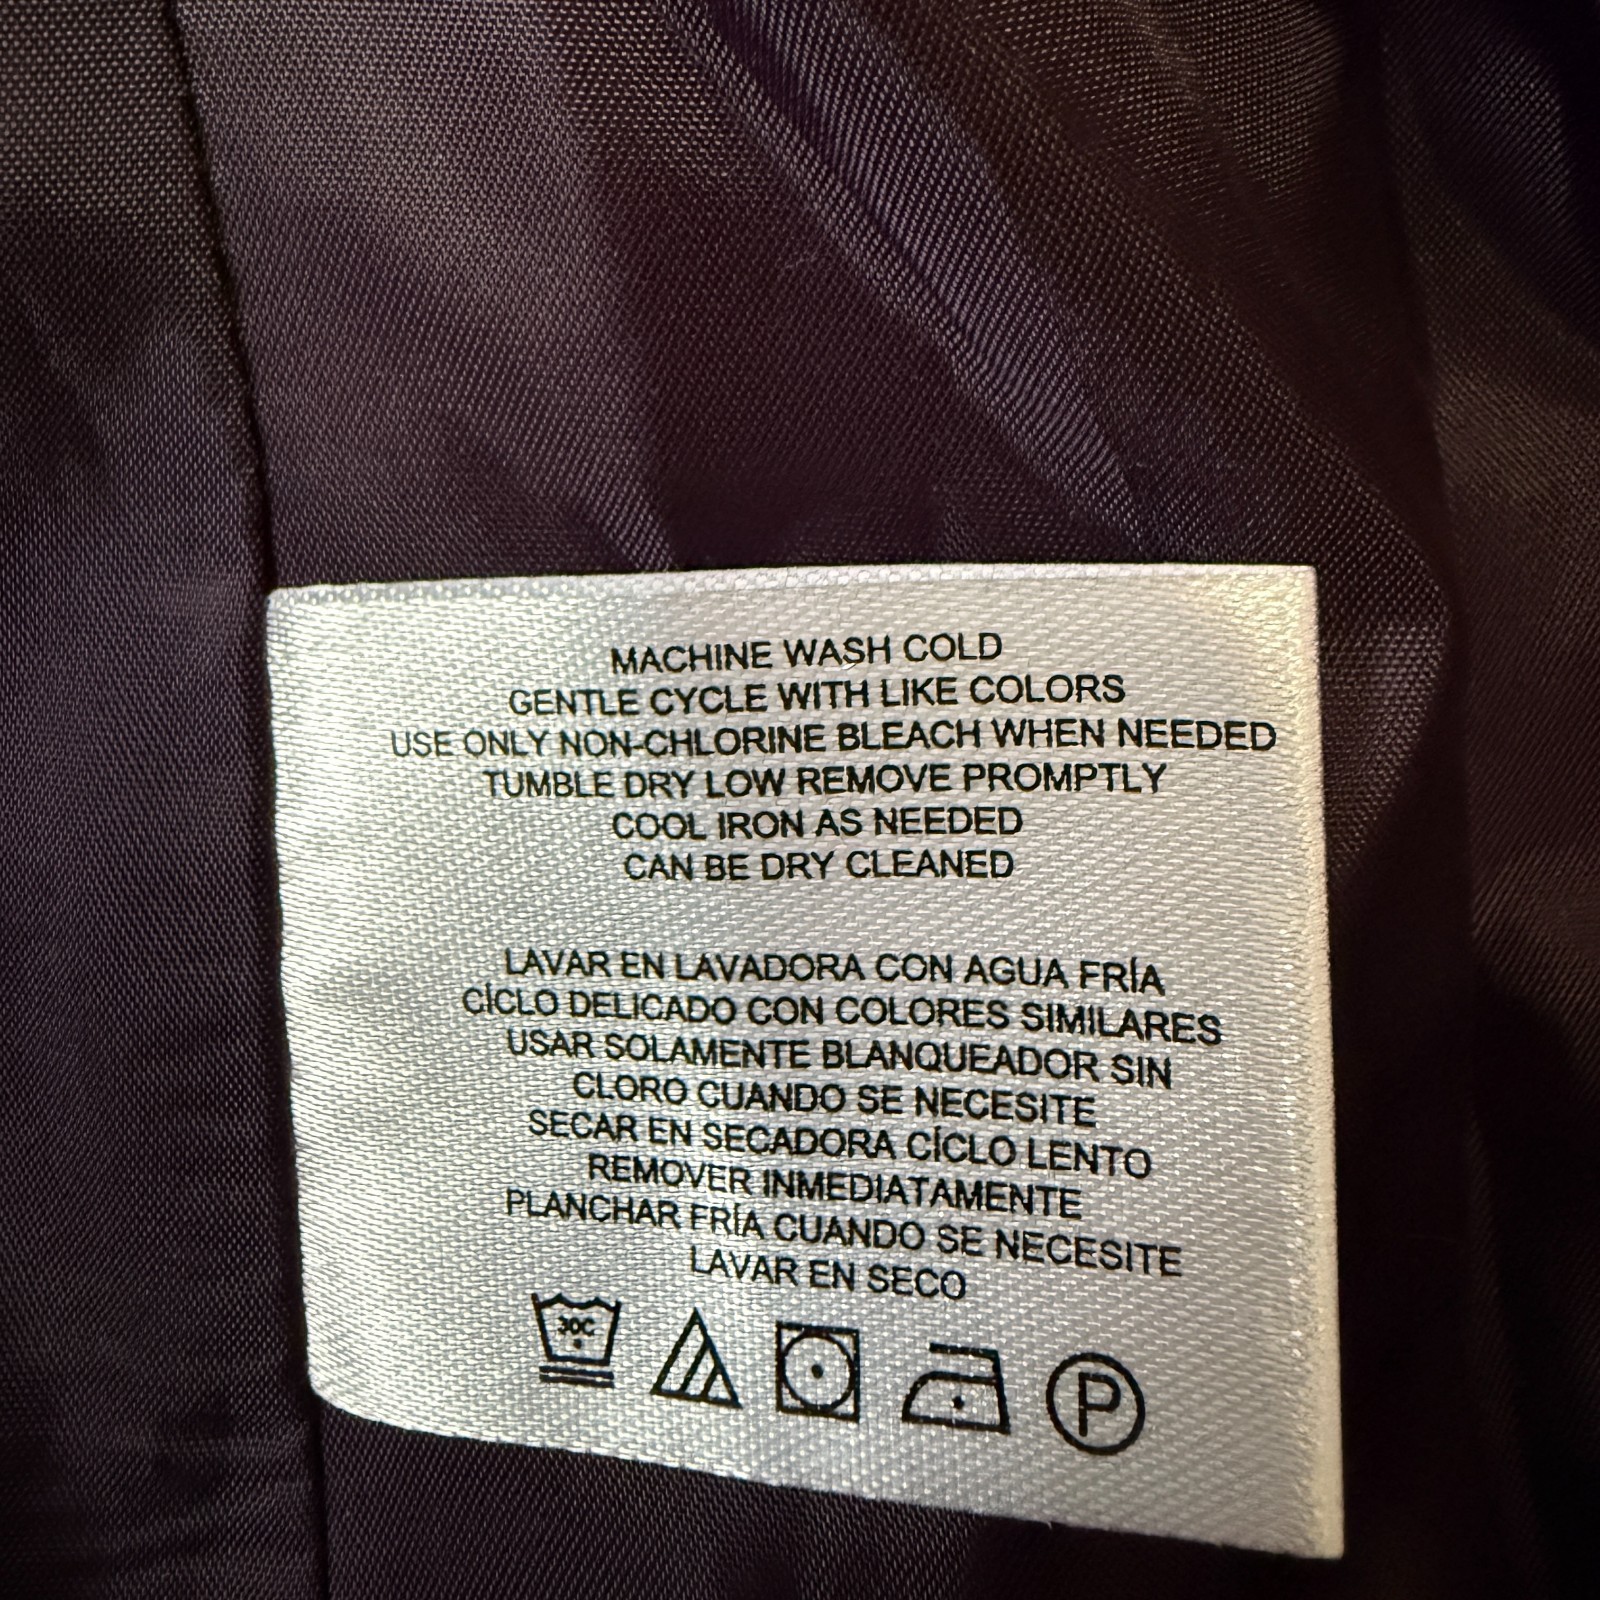 MACHINE WASH COLD
GENTLE CYCLE WITH LIKE COLORS
USE ONLY NON-CHLORINE BLEACH WHEN NEEDED
TUMBLE DRY LOW REMOVE PROMPTLY
COOL IRON AS NEEDED
CAN BE DRY CLEANED
LAVAR EN LAVADORA CON AGUA FRÍA
CÍCLO DELICADO CON COLORES SIMILARES
USAR SOLAMENTE BLANQUEADOR SIN
CLORO CUANDO SE NECESITE
SECAR EN SECADORA CÍCLO LENTO
REMOVER INMEDIATAMENTE
PLANCHAR FRÍA CUANDO SE NECESITE
LAVAR EN SECO
30C P